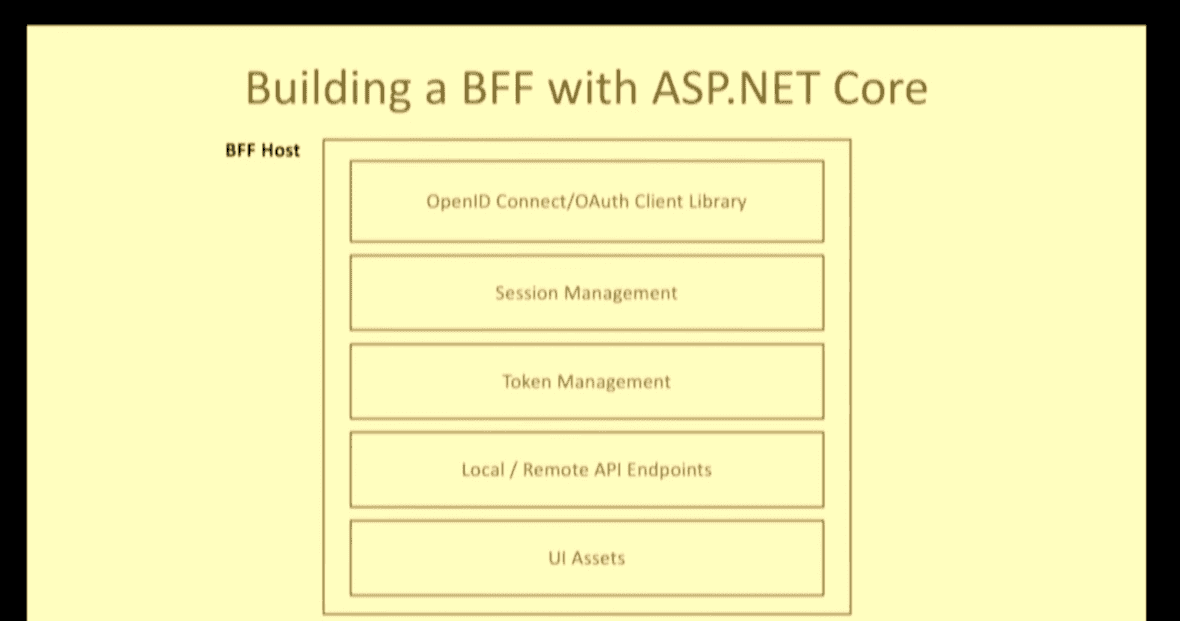 Building a BFF with ASP.NET Core
BFF Host
OpenID Connect/OAuth Client Library
Session Management
Token Management
Local / Remote API Endpoints
UI Assets